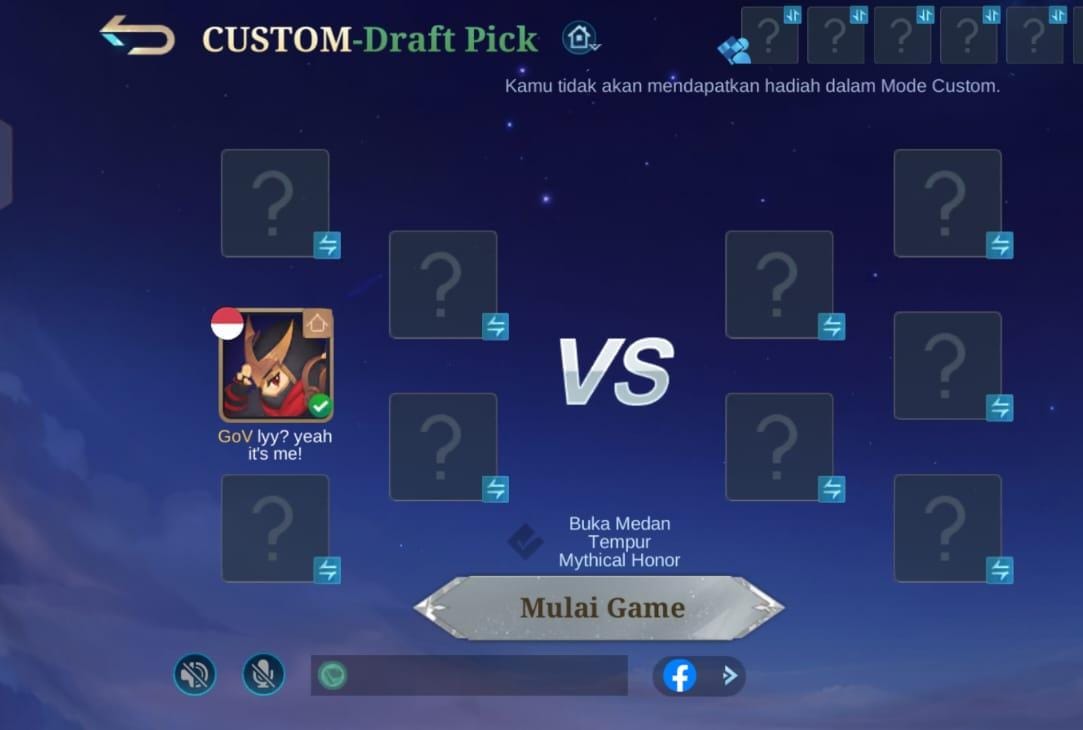 CUSTOM-Draft Pick
Kamu tidak akan mendapatkan hadiah dalam Mode Custom.
? ? ? ? ?
?
?
?
?
VS
GoV lyy? yeah
it's me!
?
?
?
?
?
Buka Medan
Tempur
Mythical Honor
Mulai Game